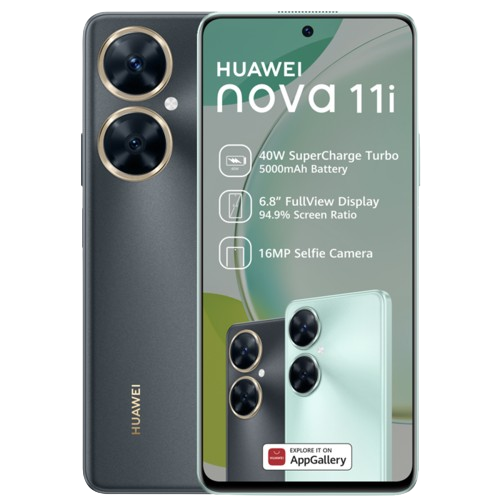 HUAWEI
nova 11i
40W SuperCharge Turbo
5000mAh Battery
6.8” FullView Display
94.9% Screen Ratio
16MP Selfie Camera
HUAWEI
EXPLORE IT ON
AppGallery